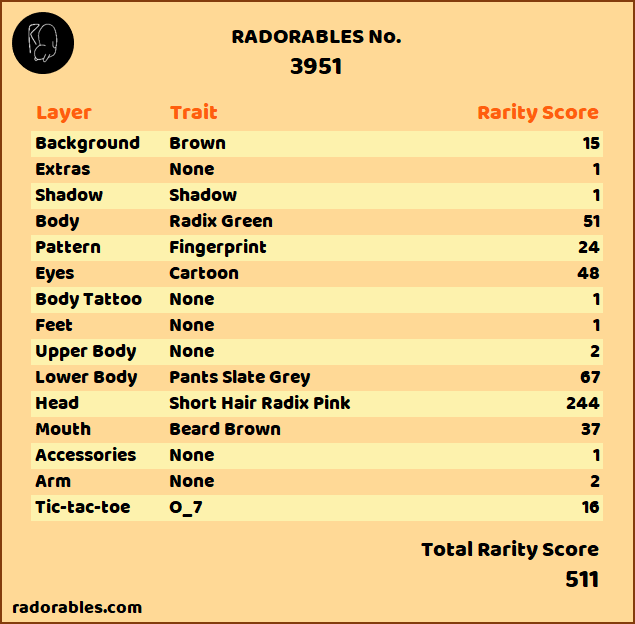 RADORABLES No.
3951
Layer Trait Rarity Score
Background Brown 15
Extras None 1
Shadow Shadow 1
Body Radix Green 51
Pattern Fingerprint 24
Eyes Cartoon 48
Body Tattoo None 1
Feet None 1
Upper Body None 2
Lower Body Pants Slate Grey 67
Head Short Hair Radix Pink 244
Mouth Beard Brown 37
Accessories None 1
Arm None 2
Tic-tac-toe O_7 16
Total Rarity Score
511
radorables.com